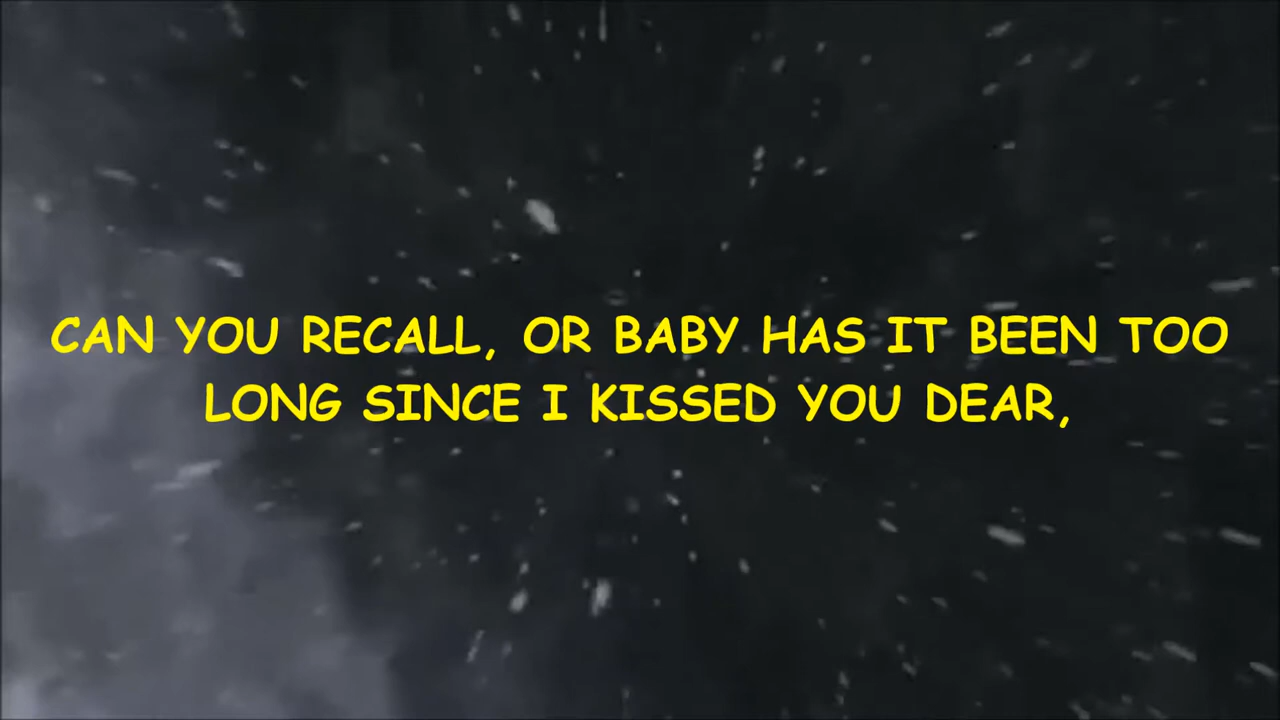 CAN YOU RECALL, OR BABY HAS IT BEEN TOO
LONG SINCE I KISSED YOU DEAR,